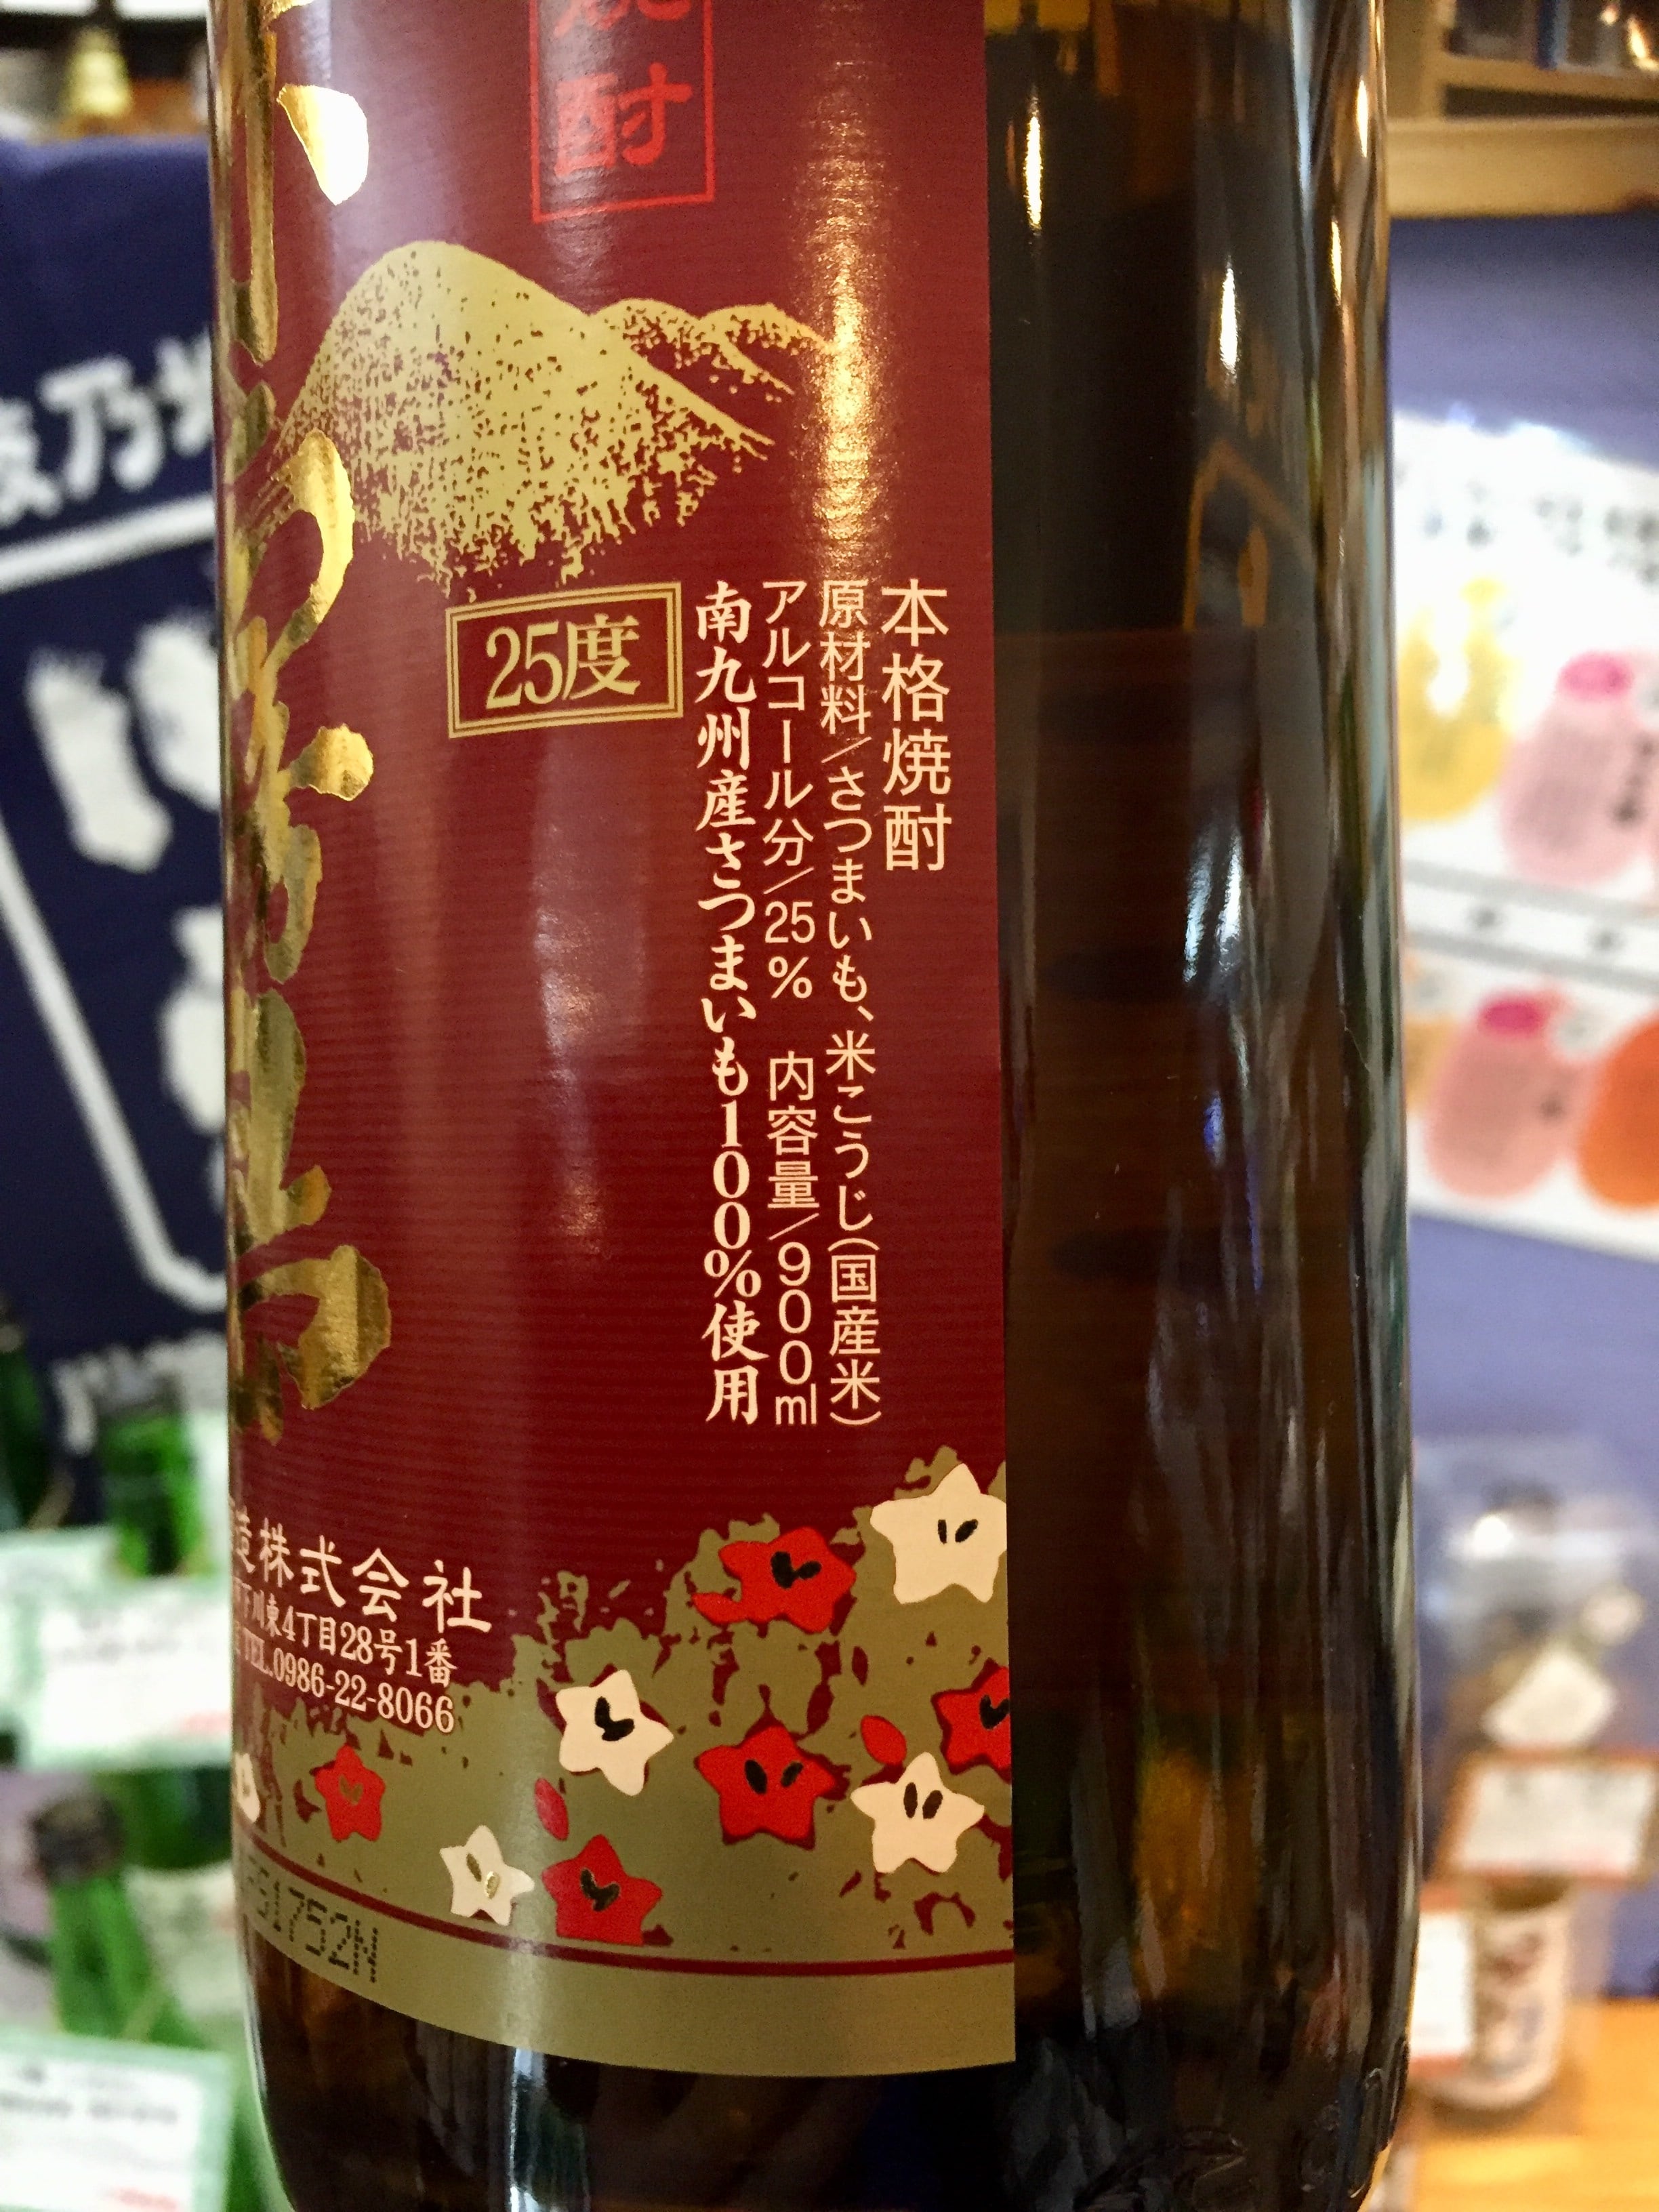 酎
本格焼酎
原材料/さつまいも、米こうじ(国産米)
アルコール分/25% 内容量/900ml
南九州産さつまいも100%使用
25度
造株式会社
下川東4丁目28号1番
TEL.0986-22-8066
51752N
乃